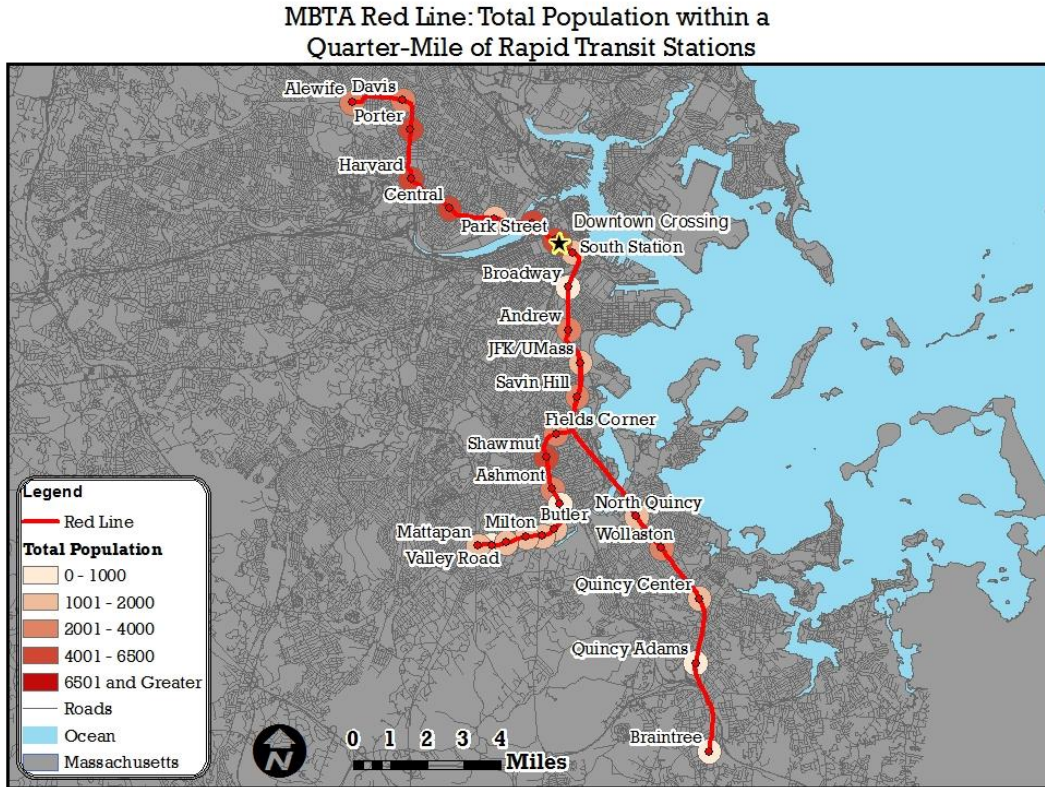 MBTA Red Line: Total Population within a
Quarter-Mile of Rapid Transit Stations
Alewife
Davis
Porter
Harvard
Central
Park Street
Downtown Crossing
South Station
Broadway
Andrew
JFK/UMass
Savin Hill
Fields Corner
Shawmut
Ashmont
Butler
Milton
Mattapan
Valley Road
North Quincy
Wollaston
Quincy Center
Quincy Adams
Braintree
Legend
Red Line
Total Population
0 - 1000
1001 - 2000
2001 - 4000
4001 - 6500
6501 and Greater
Roads
Ocean
Massachusetts
N
0 1 2 3 4
Miles